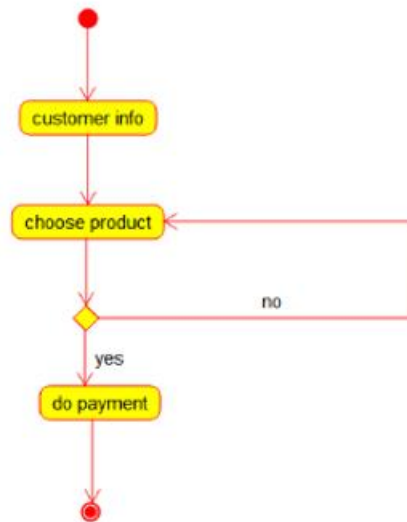 customer info
choose product
no
yes
do payment